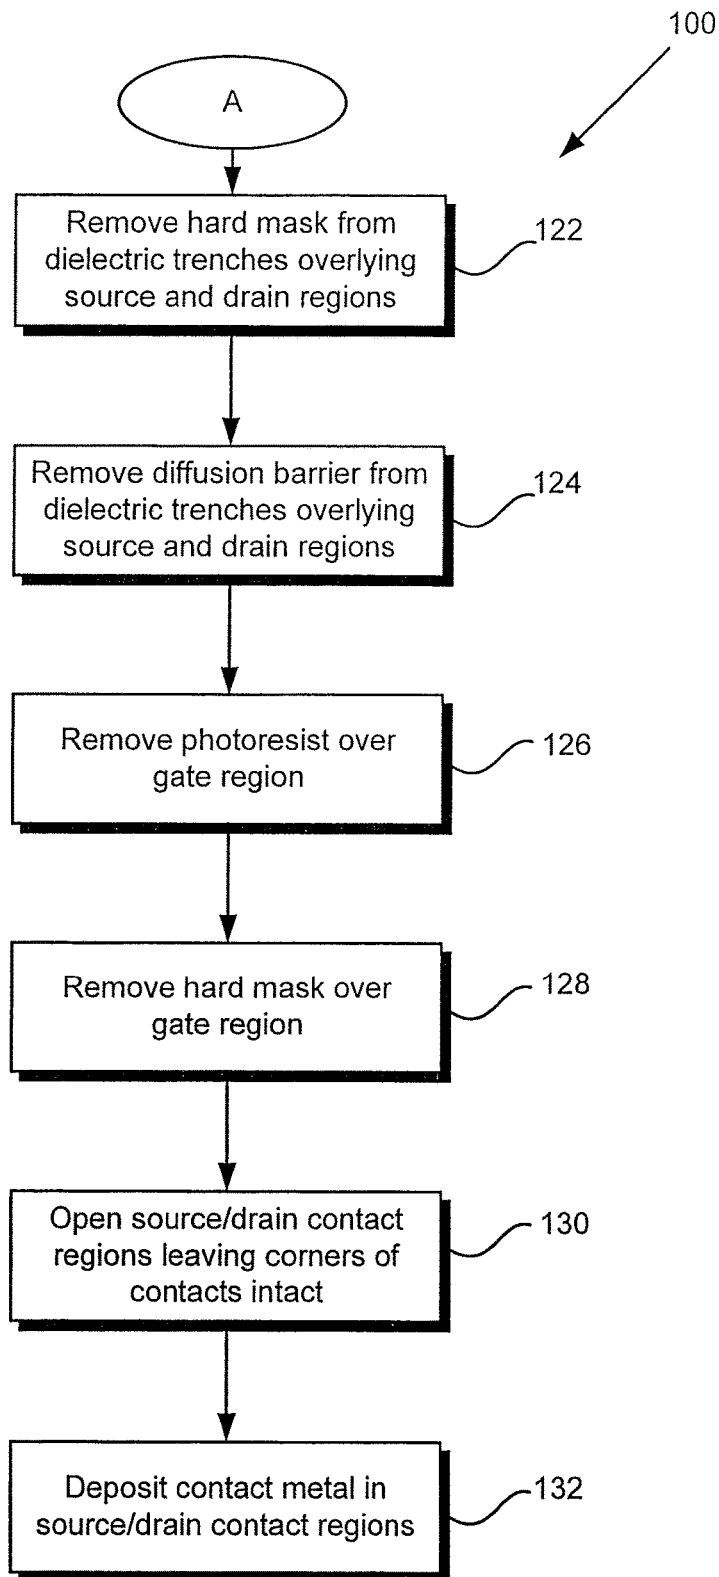 100
A
Remove hard mask from
dielectric trenches overlying
source and drain regions
122
Remove diffusion barrier from
dielectric trenches overlying
source and drain regions
124
Remove photoresist over
gate region
126
Remove hard mask over
gate region
128
Open source/drain contact
regions leaving corners of
contacts intact
130
Deposit contact metal in
source/drain contact regions
132